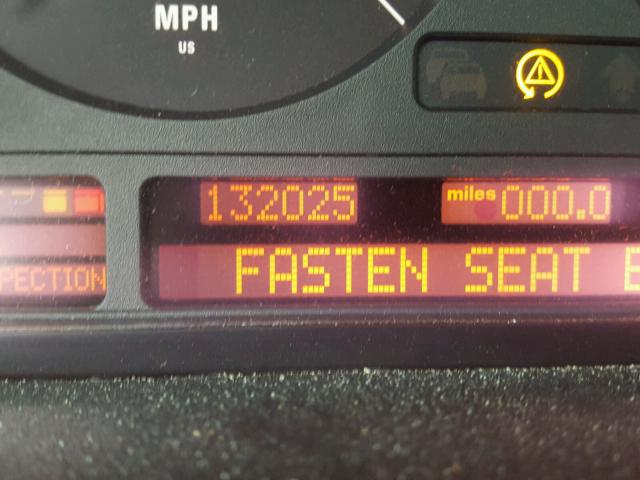 MPH
US
132025
miles 000.0
PECTION
FASTEN SEAT